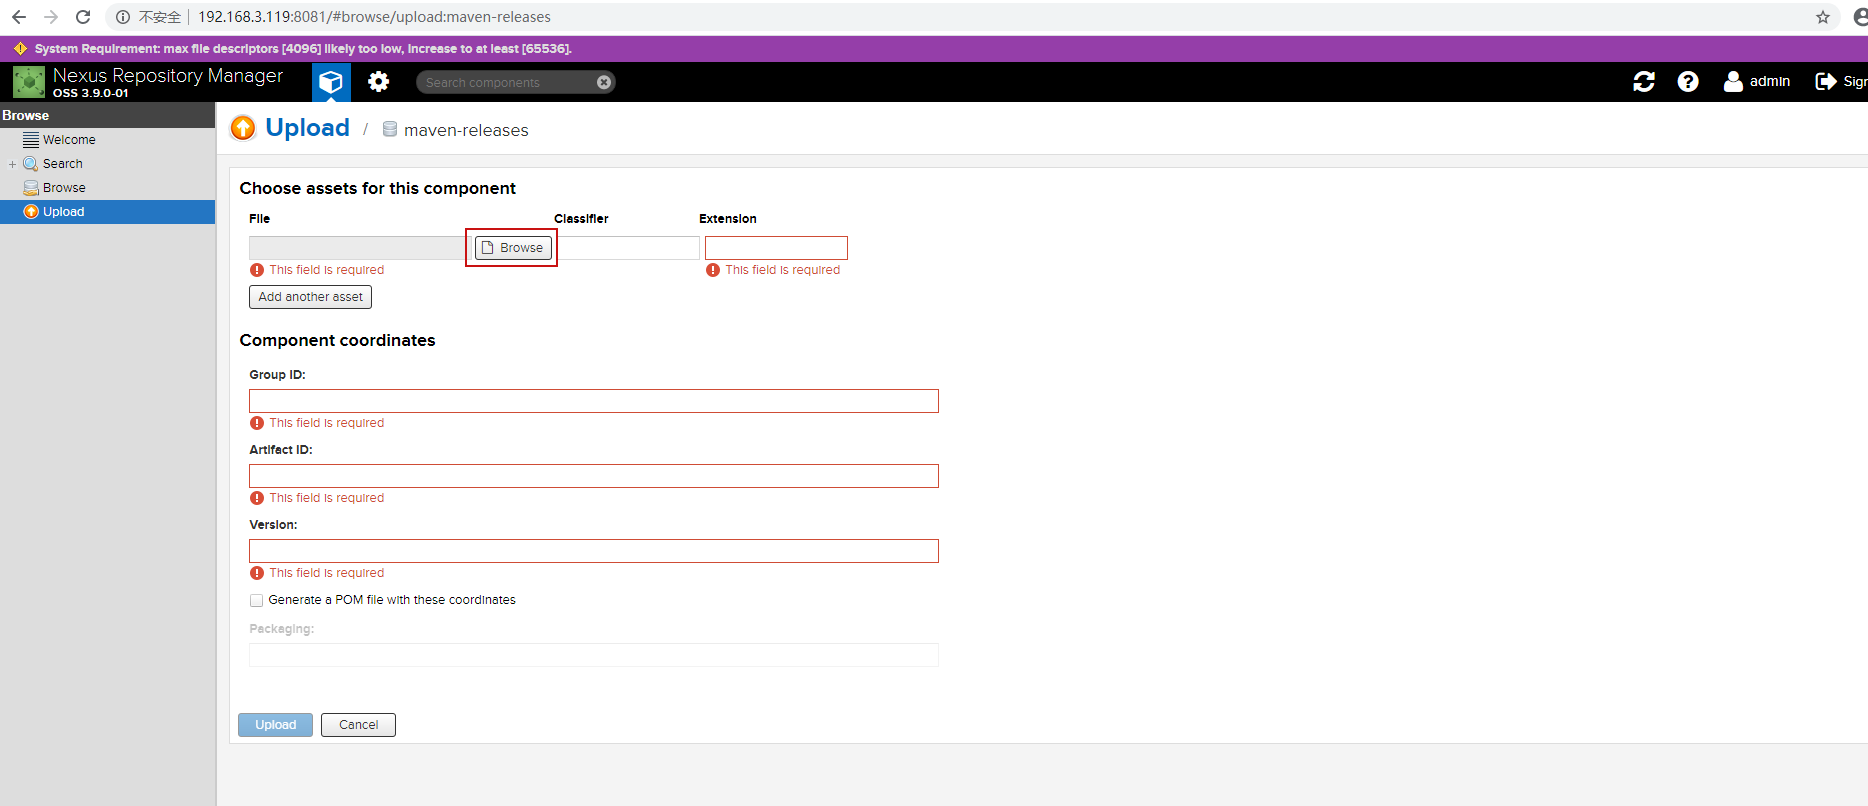 不安全 192.168.3.119:8081/#browse/upload:maven-releases
System Requirement: max file descriptors [4096] likely too low, increase to at least [65536].
Nexus Repository Manager
OSS 3.9.0-01
Search components
admin
Sign
Browse
Welcome
Search
Browse
Upload
Upload / maven-releases
Choose assets for this component
File Classifier Extension
Browse
This field is required This field is required
Add another asset
Component coordinates
Group ID:
This field is required
Artifact ID:
This field is required
Version:
This field is required
Generate a POM file with these coordinates
Packaging:
Upload Cancel